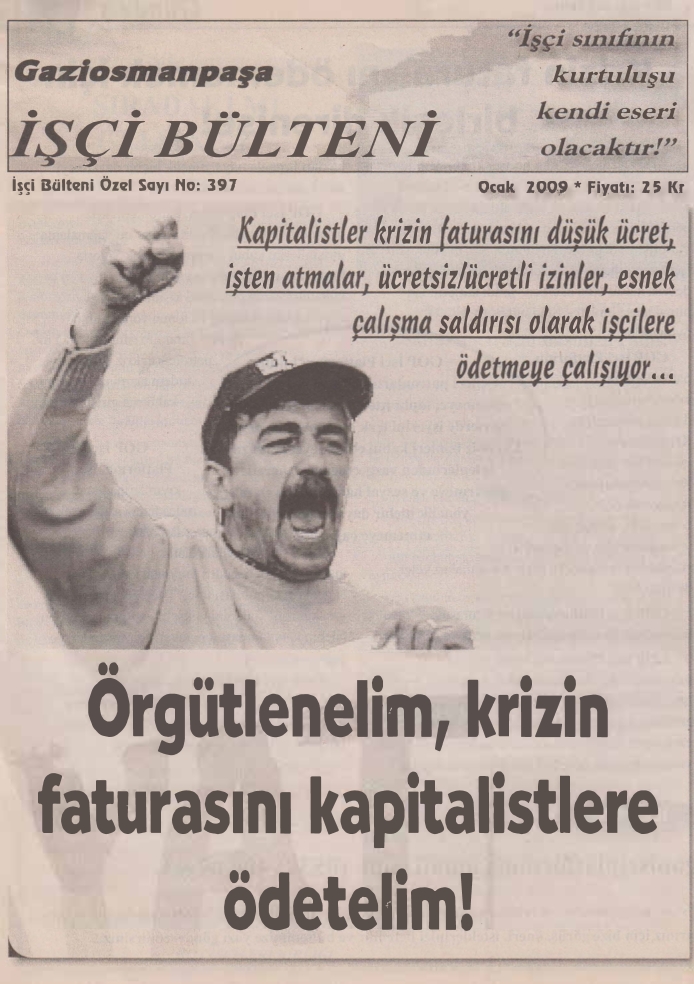 Gaziosmanpaşa
İŞÇİ BÜLTENİ
"İşçi sınıfının
kurtuluşu
kendi eseri
olacaktır!"
İşçi Bülteni Özel Sayı No: 397
Ocak 2009 * Fiyatı: 25 Kr
Kapitalistler krizin faturasını düşük ücret,
işten atmalar, ücretsiz/ücretli izinler, esnek
çalışma saldırısı olarak işçilere
ödetmeye çalışıyor...
Örgütlenelim, krizin
faturasını kapitalistlere
ödetelim!